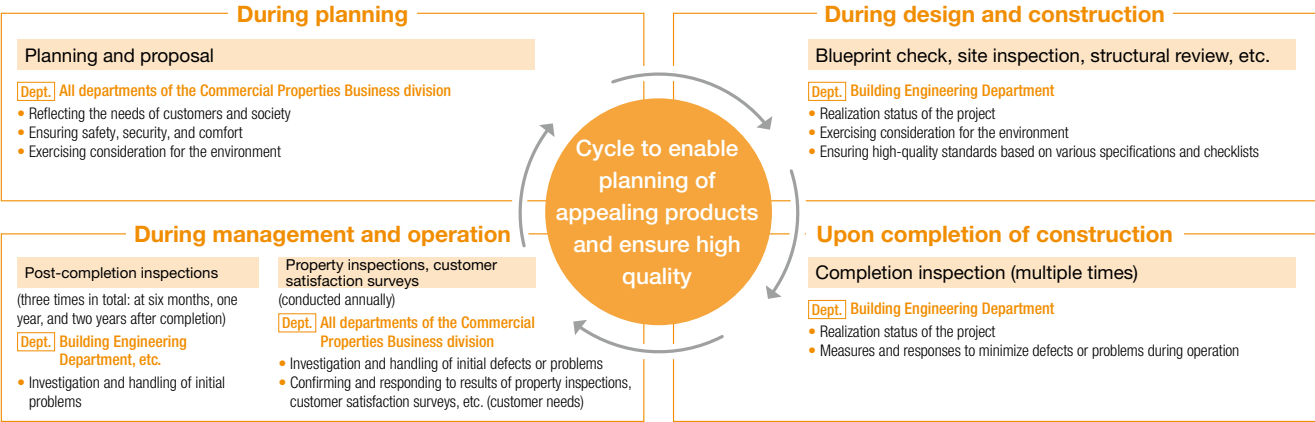 During planning
Planning and proposal
Dept. All departments of the Commercial Properties Business division
• Reflecting the needs of customers and society
• Ensuring safety, security, and comfort
• Exercising consideration for the environment
During design and construction
Blueprint check, site inspection, structural review, etc.
Dept. Building Engineering Department
• Realization status of the project
• Exercising consideration for the environment
• Ensuring high-quality standards based on various specifications and checklists
Cycle to enable
planning of
appealing products
and ensure high
quality
During management and operation
Post-completion inspections
(three times in total: at six months, one
year, and two years after completion)
Dept. Building Engineering
Department, etc.
• Investigation and handling of initial
problems
Property inspections, customer
satisfaction surveys
(conducted annually)
Dept. All departments of the Commercial
Properties Business division
• Investigation and handling of initial defects or problems
• Confirming and responding to results of property inspections,
customer satisfaction surveys, etc. (customer needs)
Upon completion of construction
Completion inspection (multiple times)
Dept. Building Engineering Department
• Realization status of the project
• Measures and responses to minimize defects or problems during operation